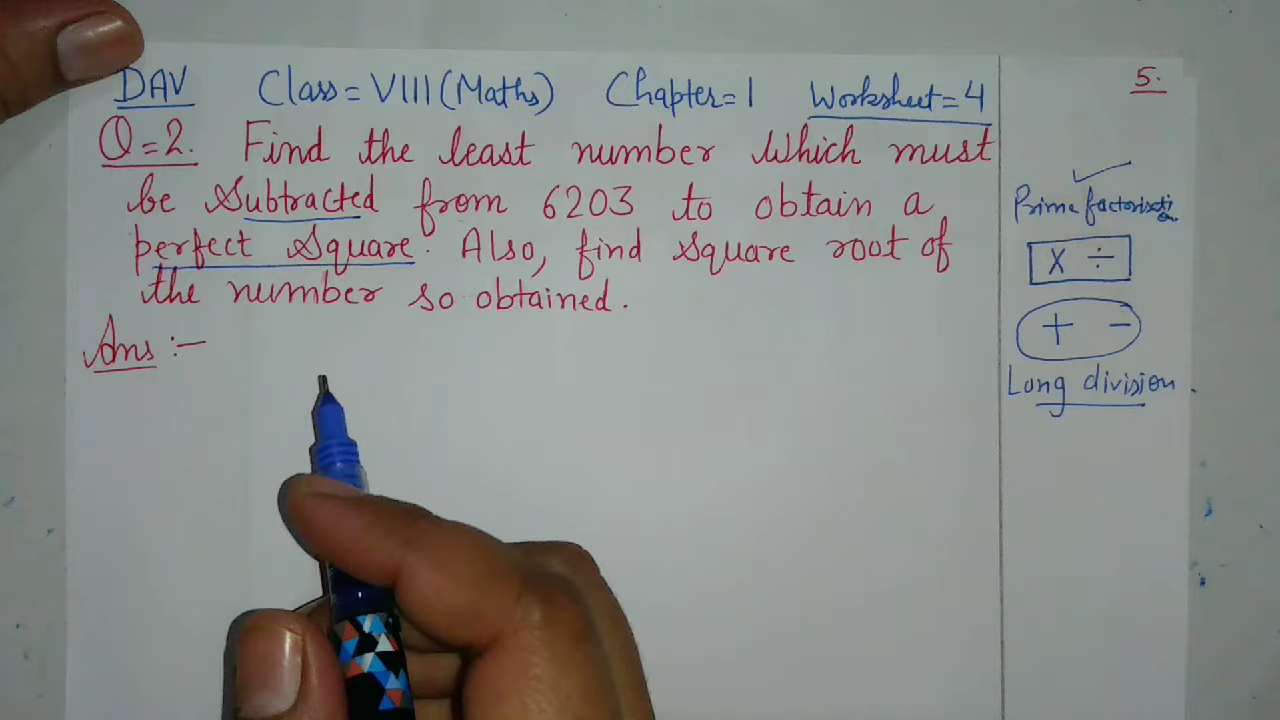 DAV Class=VIII (Maths) Chapter=1 Worksheet=4
Q=2. Find the least number which must
be Subtracted from 6203 to obtain a
perfect Square. Also, find square root of
the number so obtained.
Ans :-
5.
Prime factorisation
x ÷
+ -
Long division.